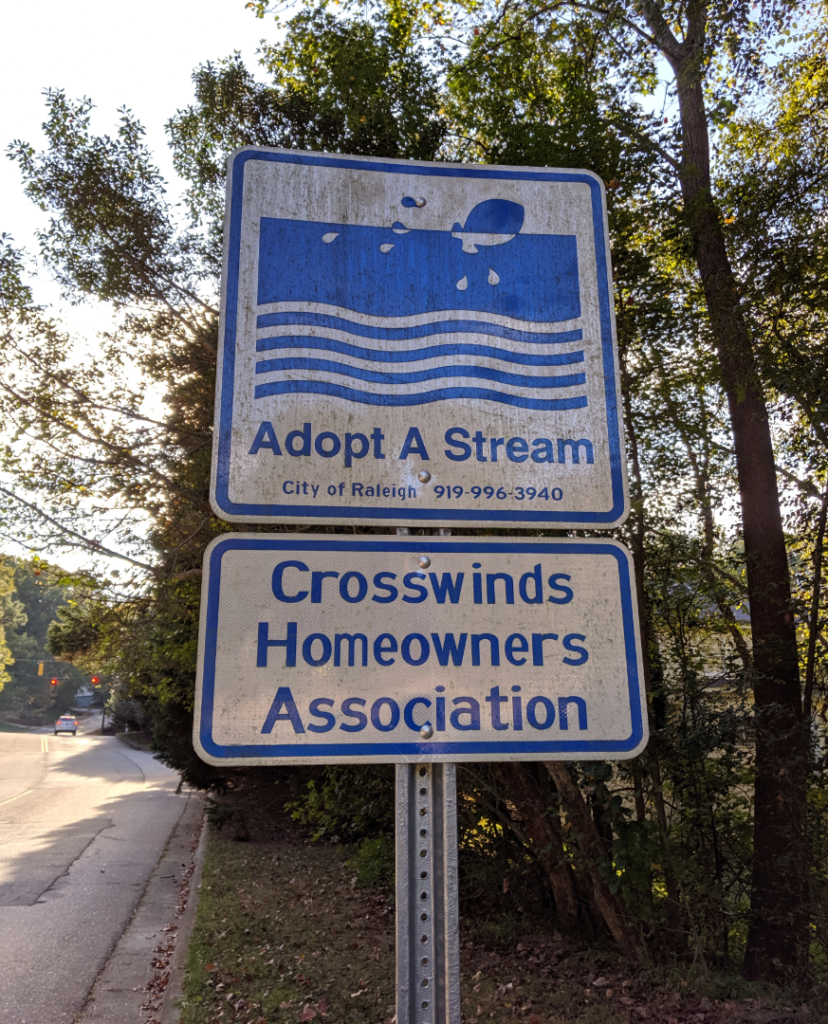 Adopt A Stream
City of Raleigh 919-996-3940
Crosswinds
Homeowners
Association